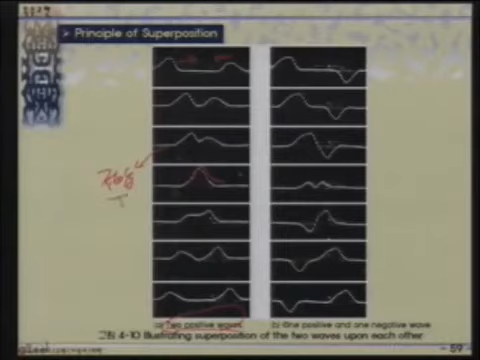 > Principle of Superposition
a) Two positive waves
b) One positive and one negative wave
그림 4-10 Illustrating superposition of the two waves upon each other
- 59 -